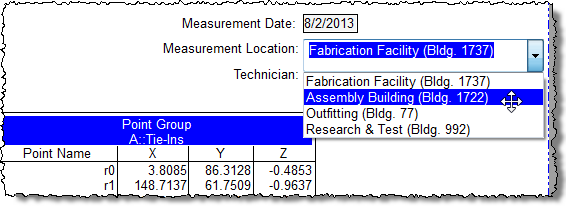 Measurement Date: 8/2/2013
Measurement Location: Fabrication Facility (Bldg. 1737)
Technician:
Fabrication Facility (Bldg. 1737)
Assembly Building (Bldg. 1722)
Outfitting (Bldg. 77)
Research & Test (Bldg. 992)
Point Group
A::Tie-Ins
Point Name X Y Z
r0 3.8085 86.3128 -0.4853
r1 148.7137 61.7509 -0.9637